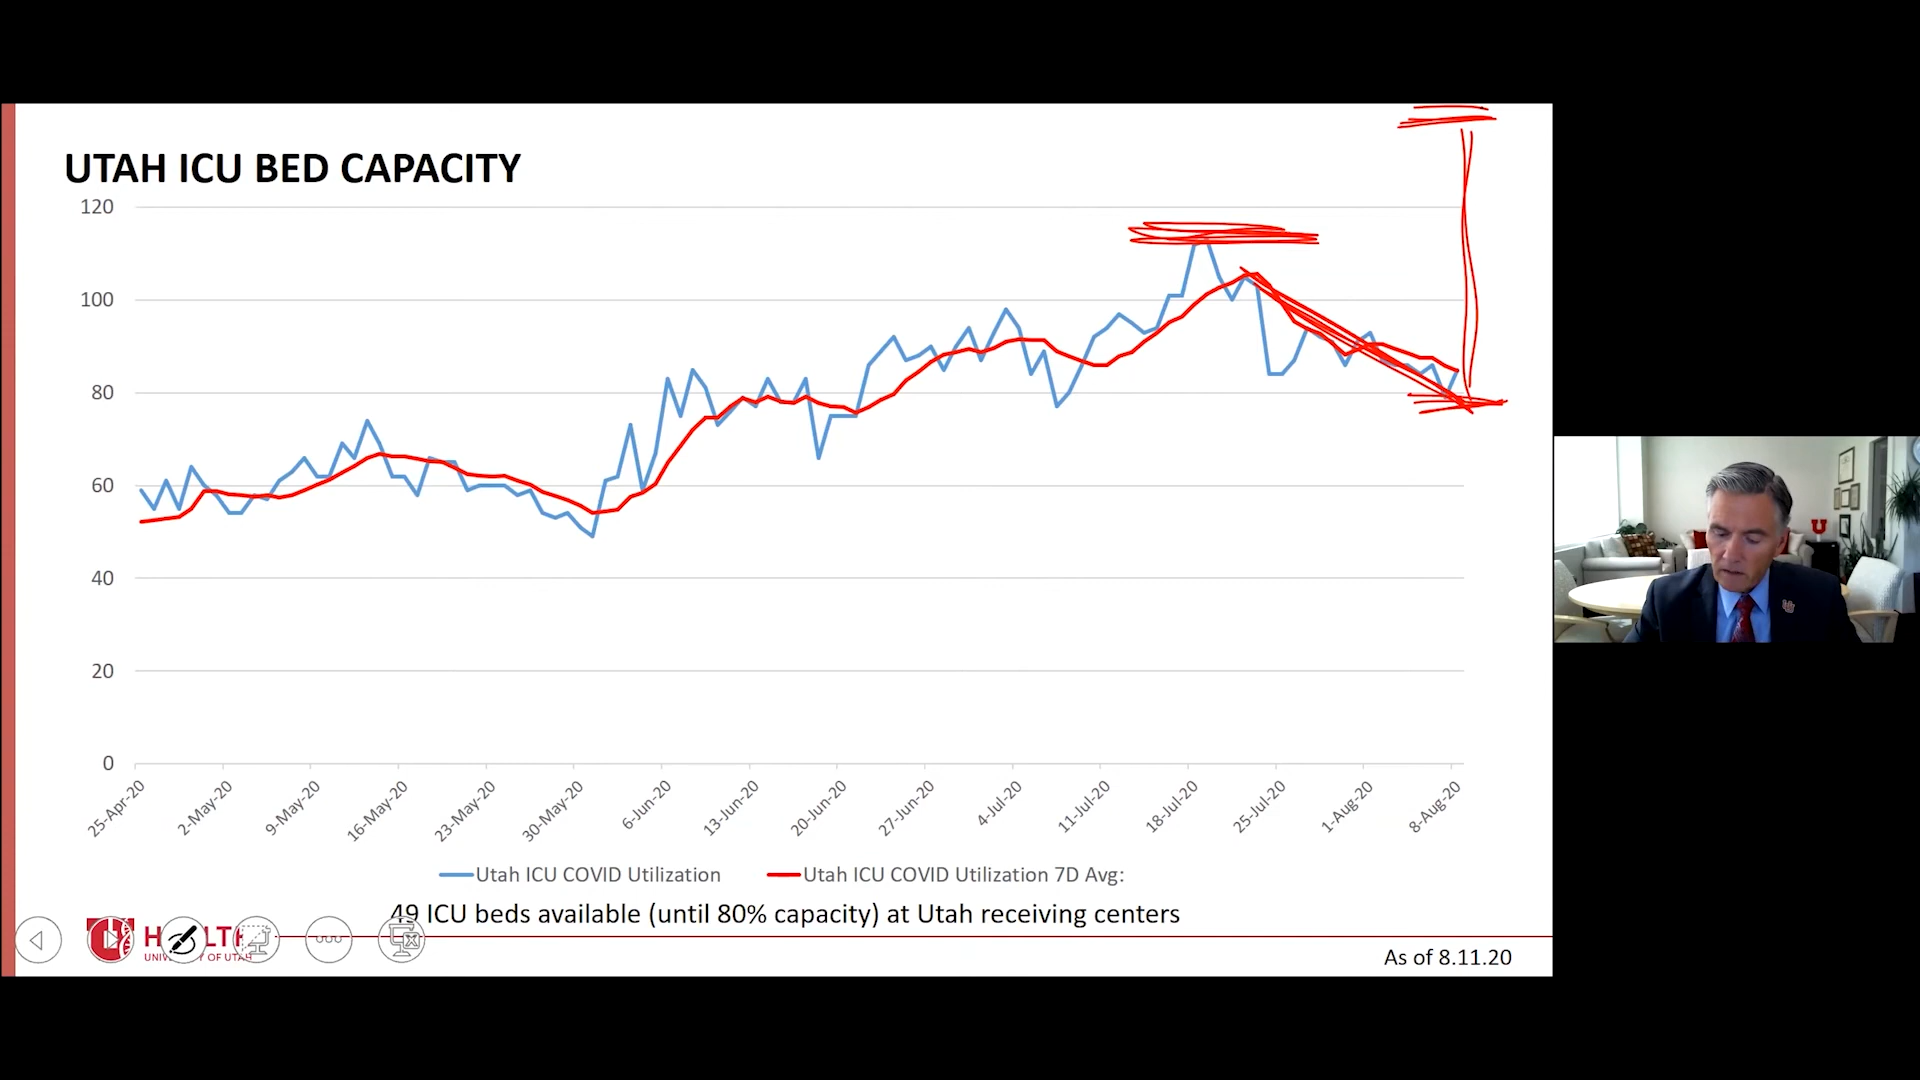 UTAH ICU BED CAPACITY
120
100
80
60
40
20
0
25-Apr-20
2-May-20
9-May-20
16-May-20
23-May-20
30-May-20
6-Jun-20
13-Jun-20
20-Jun-20
27-Jun-20
4-Jul-20
11-Jul-20
18-Jul-20
25-Jul-20
1-Aug-20
8-Aug-20
Utah ICU COVID Utilization
Utah ICU COVID Utilization 7D Avg:
49 ICU beds available (until 80% capacity) at Utah receiving centers
OF UTAH
As of 8.11.20
U